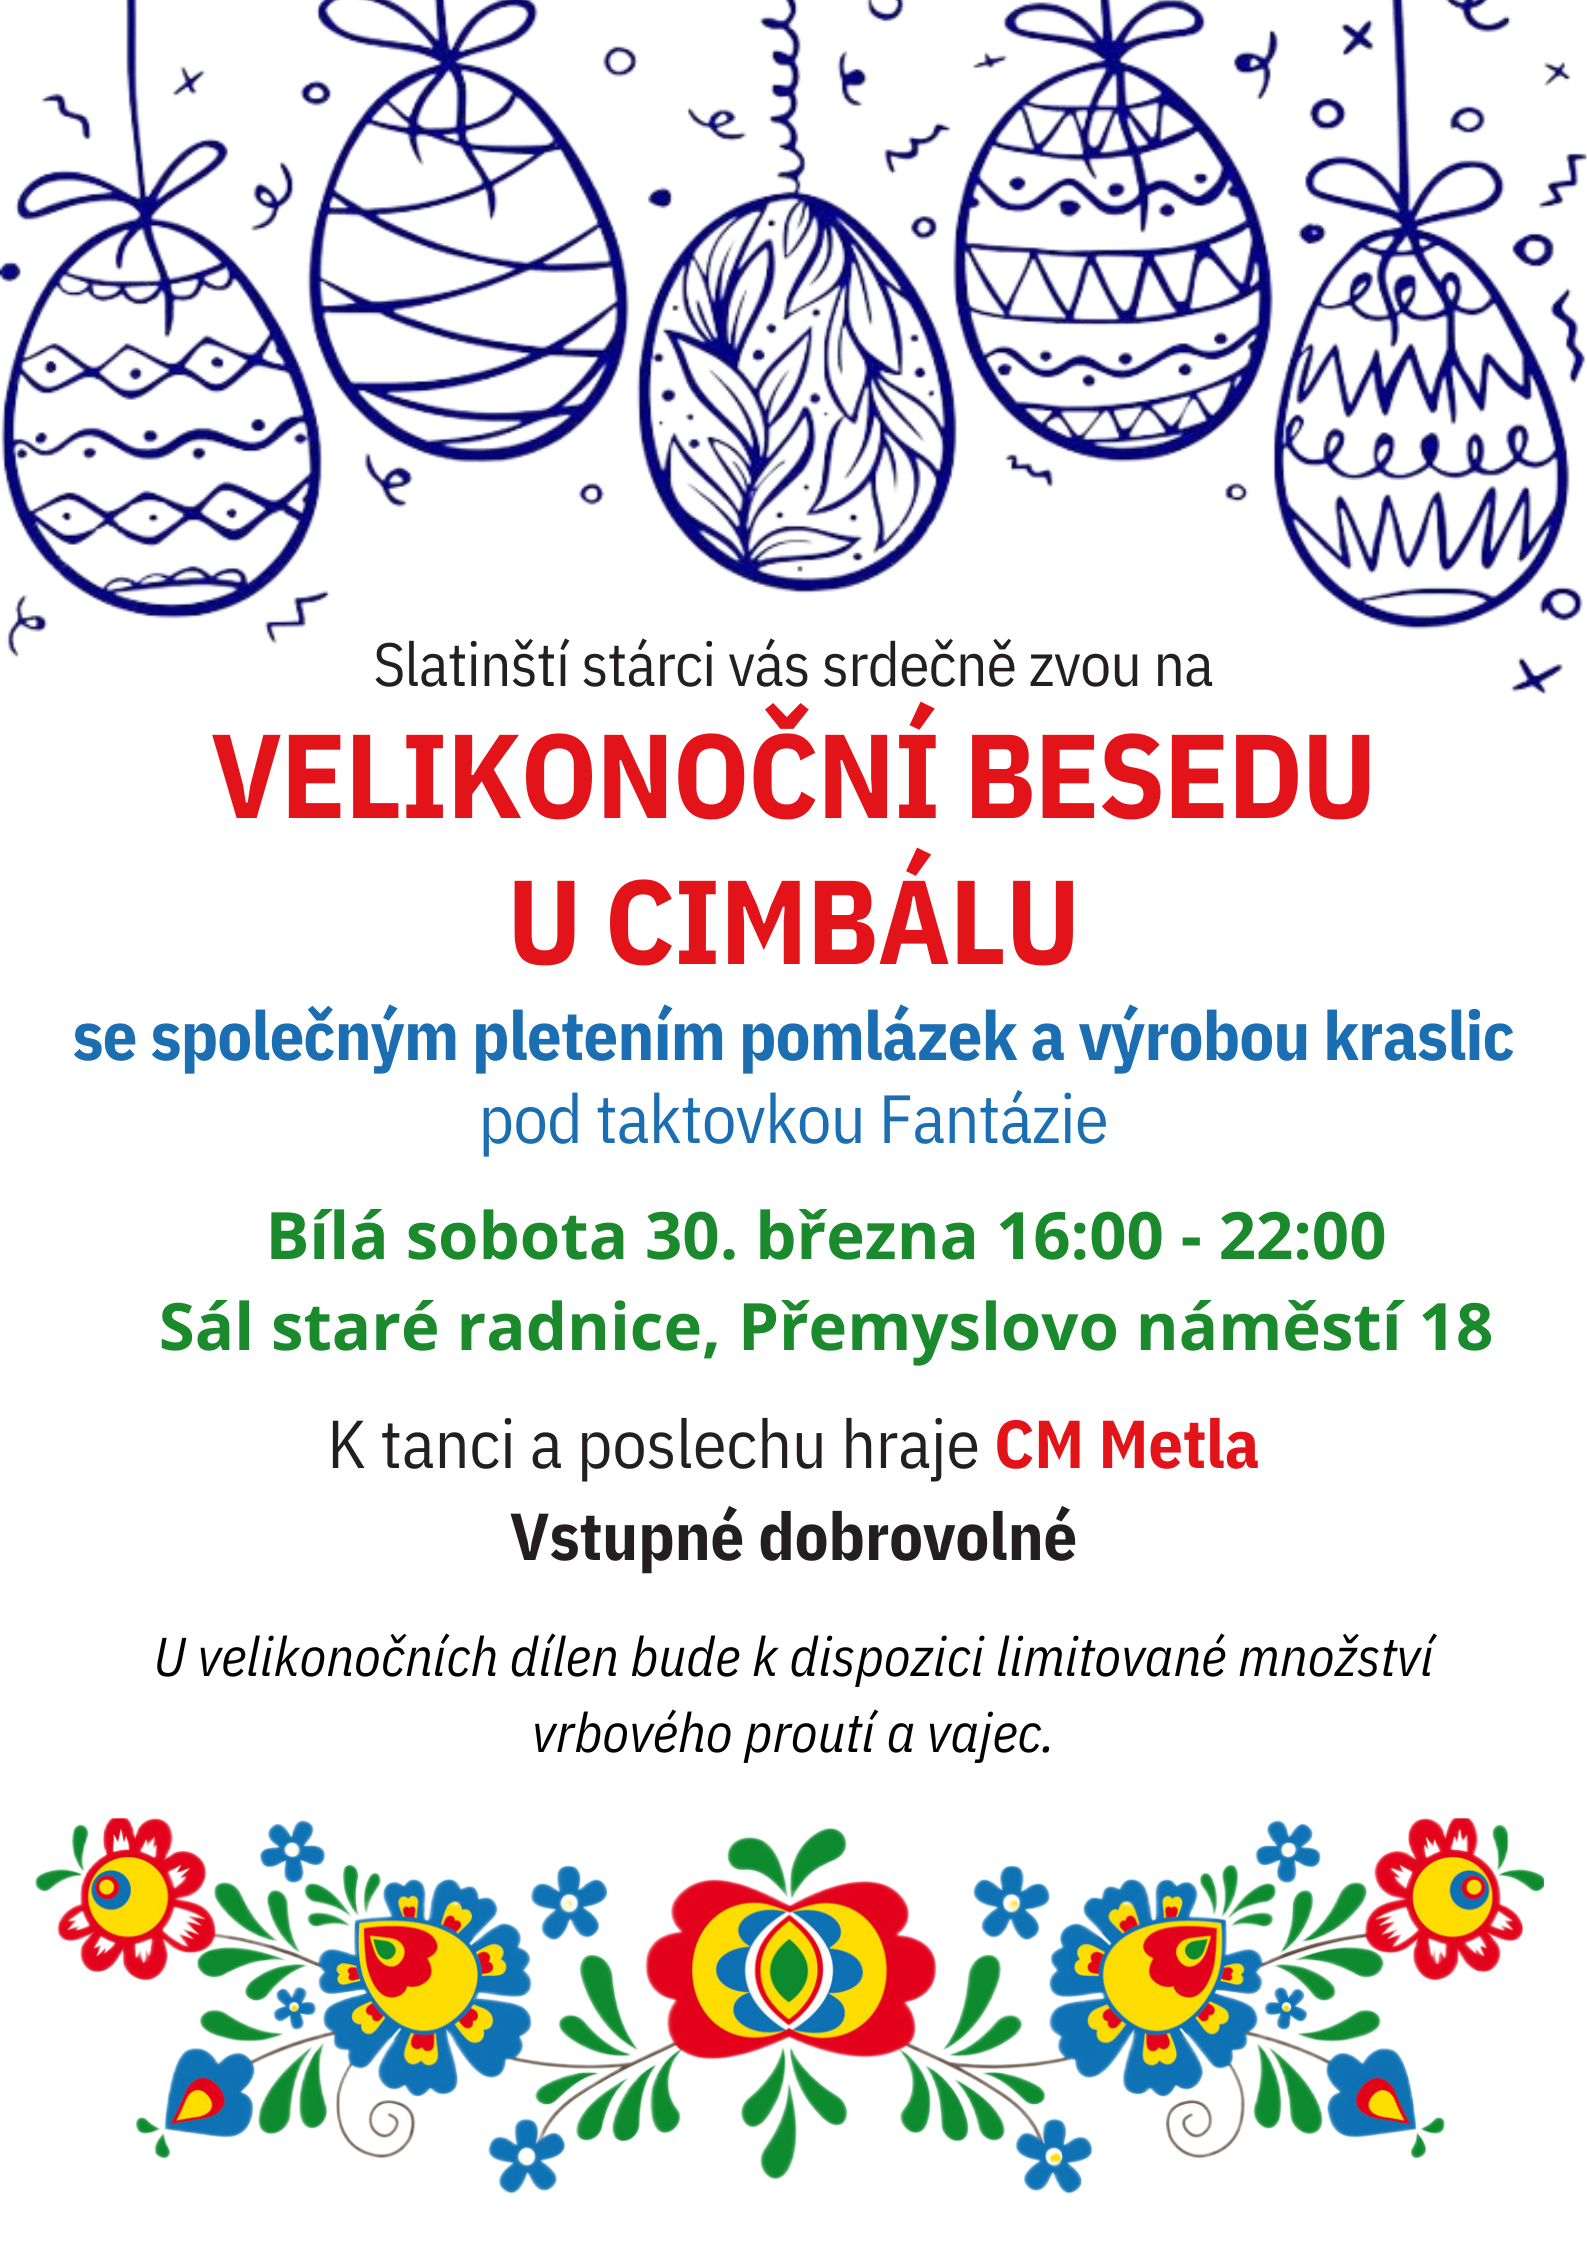 Slatinští stárci vás srdečně zvou na
VELIKONOČNÍ BESEDU
U CIMBÁLU
se společným pletením pomlázek a výrobou kraslic
pod taktovkou Fantázie
Bílá sobota 30. března 16:00 - 22:00
Sál staré radnice, Přemyslovo náměstí 18
K tanci a poslechu hraje CM Metla
Vstupné dobrovolné
U velikonočních dílen bude k dispozici limitované množství
vrbového proutí a vajec.